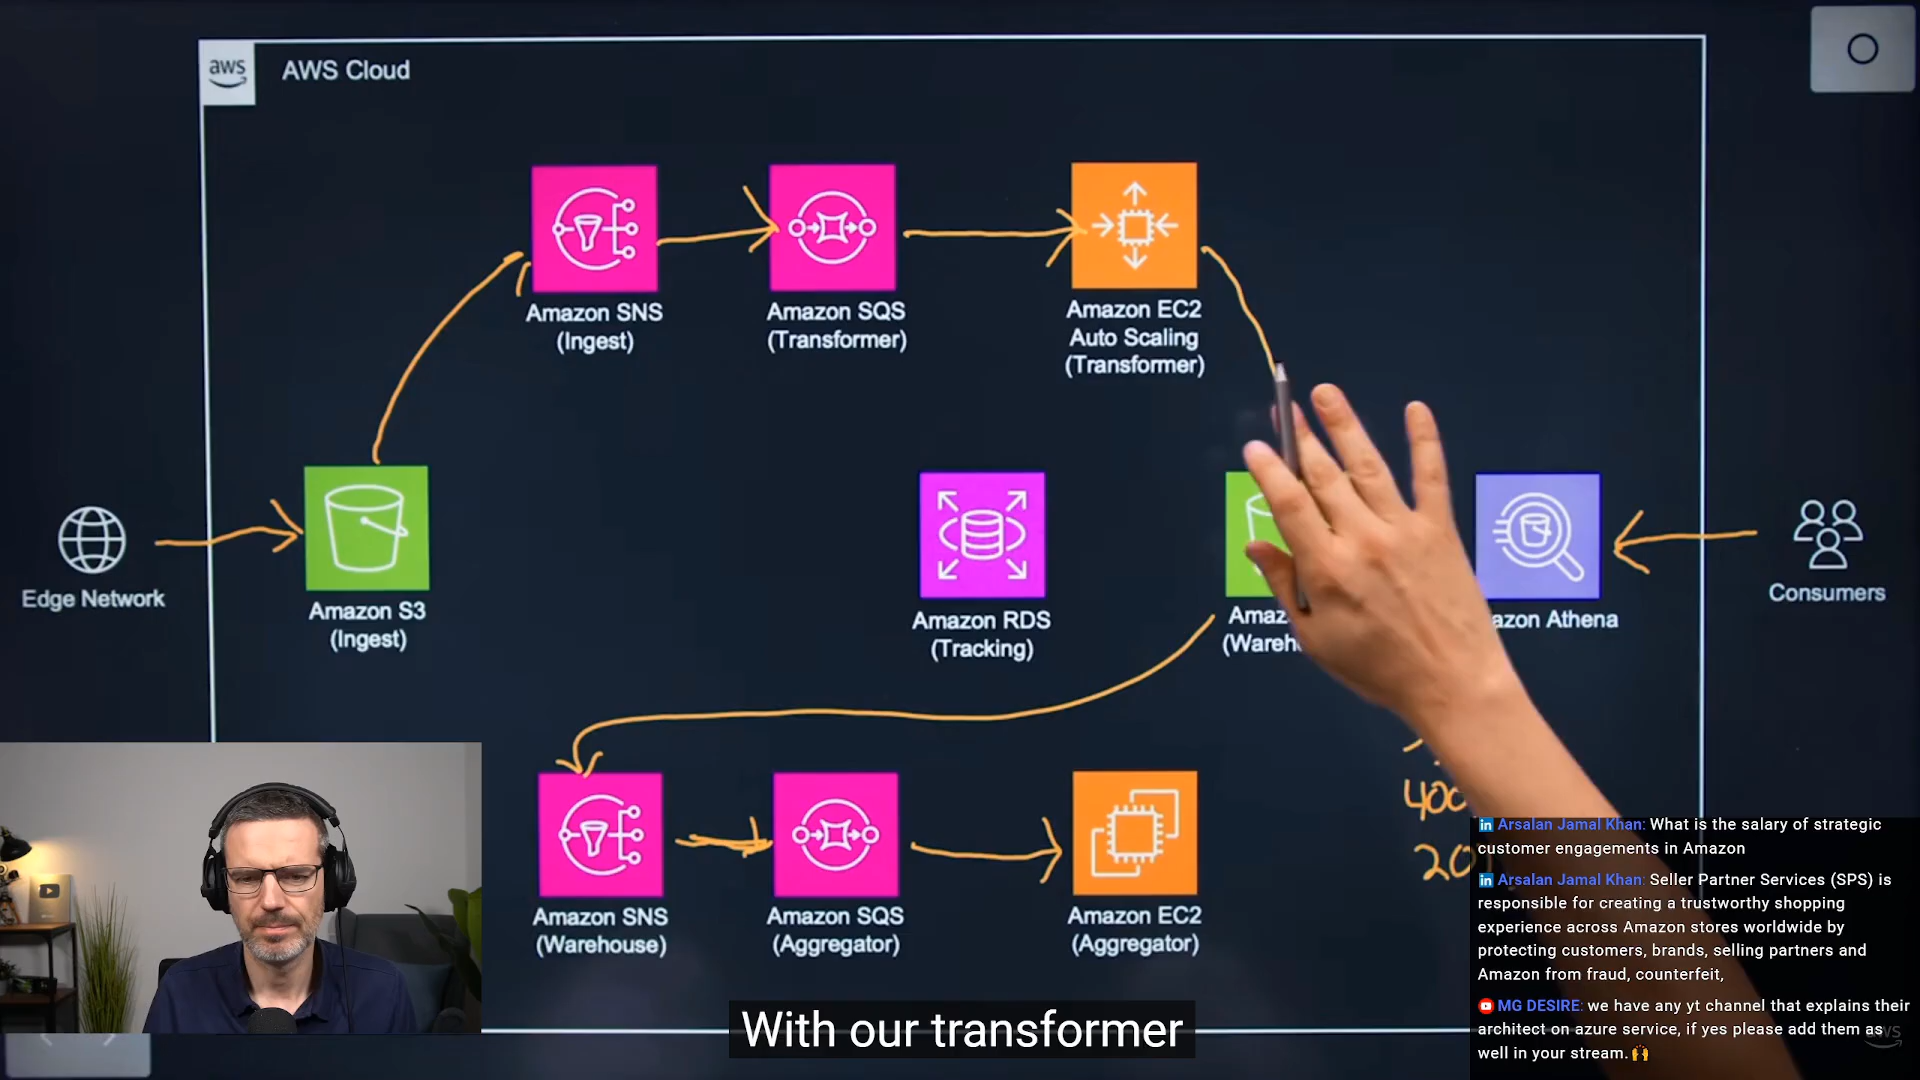 aws
AWS Cloud
Amazon SNS
(Ingest)
Amazon SQS
(Transformer)
Amazon EC2
Auto Scaling
(Transformer)
Edge Network
Amazon S3
(Ingest)
Amazon RDS
(Tracking)
Amaz
(Wareh
azon Athena
Consumers
Amazon SNS
(Warehouse)
Amazon SQS
(Aggregator)
Amazon EC2
(Aggregator)
400
20
With our transformer
in Arsalan Jamal Khan: What is the salary of strategic
customer engagements in Amazon
in Arsalan Jamal Khan: Seller Partner Services (SPS) is
responsible for creating a trustworthy shopping
experience across Amazon stores worldwide by
protecting customers, brands, selling partners and
Amazon from fraud, counterfeit,
MG DESIRE: we have any yt channel that explains their
architect on azure service, if yes please add them as
well in your stream. 🙌
aws